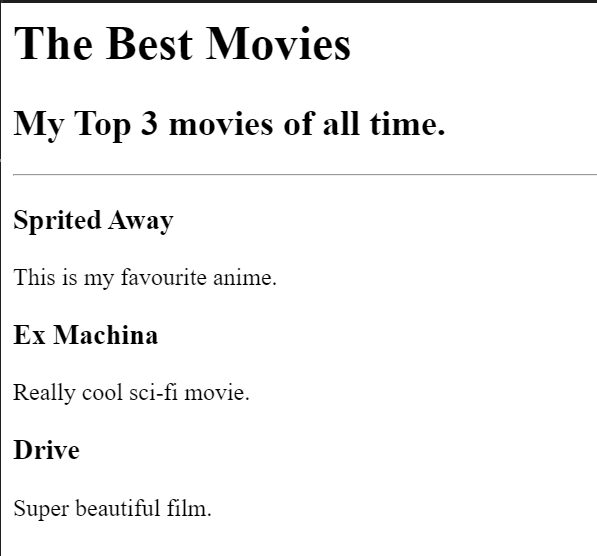 The Best Movies
My Top 3 movies of all time.
Sprited Away
This is my favourite anime.
Ex Machina
Really cool sci-fi movie.
Drive
Super beautiful film.